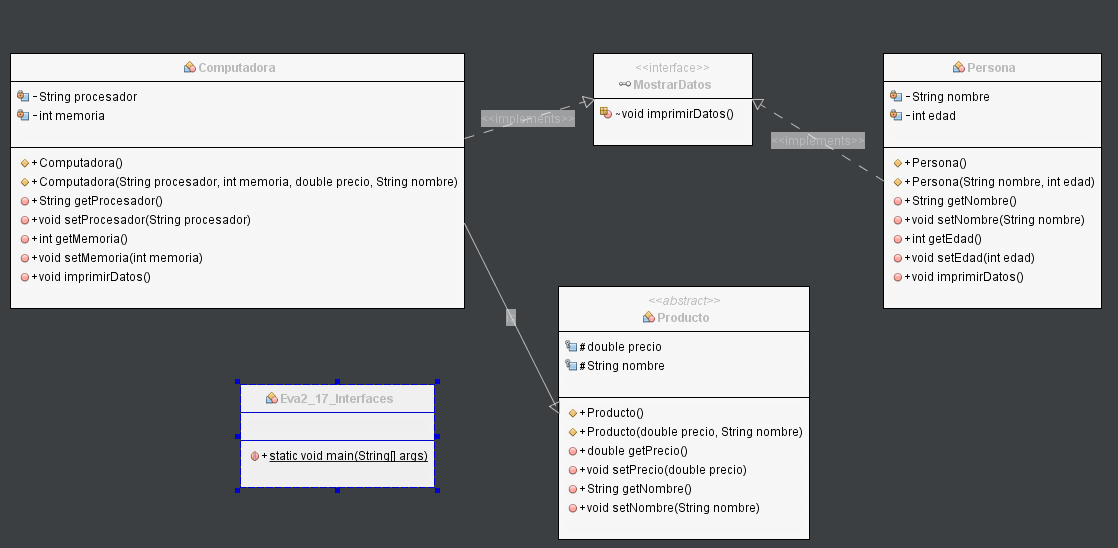 Computadora
-String procesador
-int memoria
+Computadora()
+Computadora(String procesador, int memoria, double precio, String nombre)
+String getProcesador()
+void setProcesador(String procesador)
+int getMemoria()
+void setMemoria(int memoria)
+void imprimirDatos()
<<implements>>
<<interface>>
MostrarDatos
~void imprimirDatos()
<<implements>>
Persona
-String nombre
-int edad
+Persona()
+Persona(String nombre, int edad)
+String getNombre()
+void setNombre(String nombre)
+int getEdad()
+void setEdad(int edad)
+void imprimirDatos()
<<abstract>>
Producto
#double precio
#String nombre
+Producto()
+Producto(double precio, String nombre)
+double getPrecio()
+void setPrecio(double precio)
+String getNombre()
+void setNombre(String nombre)
Eva2_17_Interfaces
+static void main(String[] args)